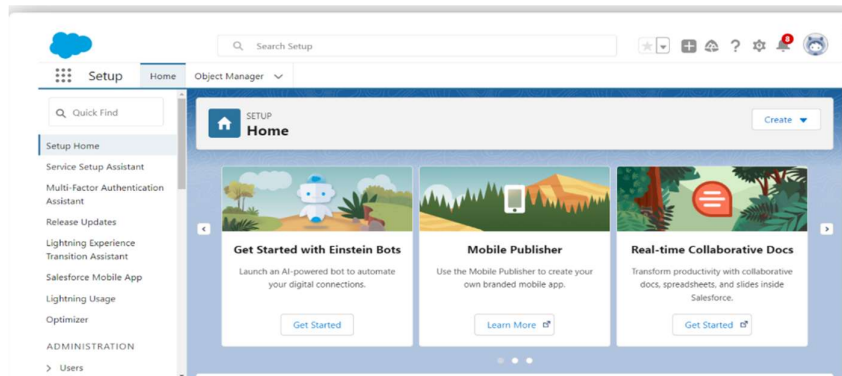 Search Setup
8
Setup
Home
Object Manager
Quick Find
Setup Home
Service Setup Assistant
Multi-Factor Authentication
Assistant
Release Updates
Lightning Experience
Transition Assistant
Salesforce Mobile App
Lightning Usage
Optimizer
ADMINISTRATION
Users
SETUP
Home
Create
Get Started with Einstein Bots
Launch an AI-powered bot to automate
your digital connections.
Get Started
Mobile Publisher
Use the Mobile Publisher to create your
own branded mobile app.
Learn More
Real-time Collaborative Docs
Transform productivity with collaborative
docs, spreadsheets, and slides inside
Salesforce.
Get Started